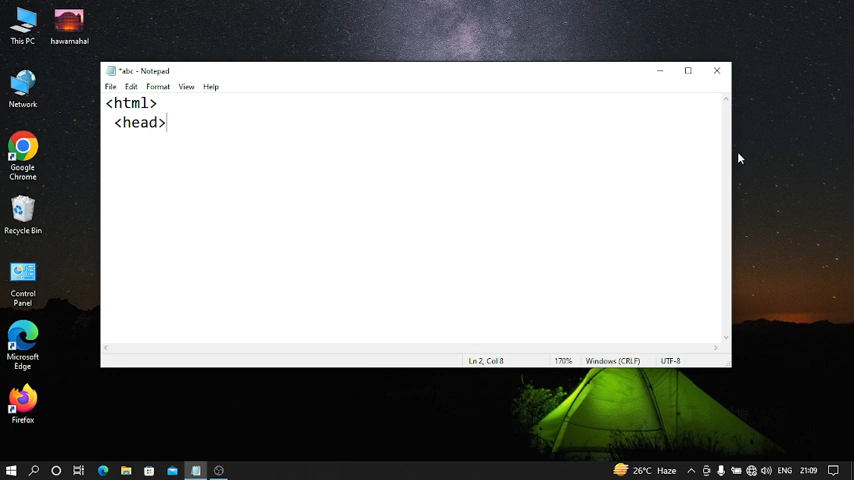 This PC
hawamahal
Network
Google
Chrome
Recycle Bin
Control
Panel
Microsoft
Edge
Firefox
*abc - Notepad
File Edit Format View Help
<html>
<head>
Ln 2, Col 8 170% Windows (CRLF) UTF-8
26°C Haze ENG 21:09